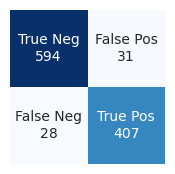 True Neg
594
False Pos
31
False Neg
28
True Pos
407